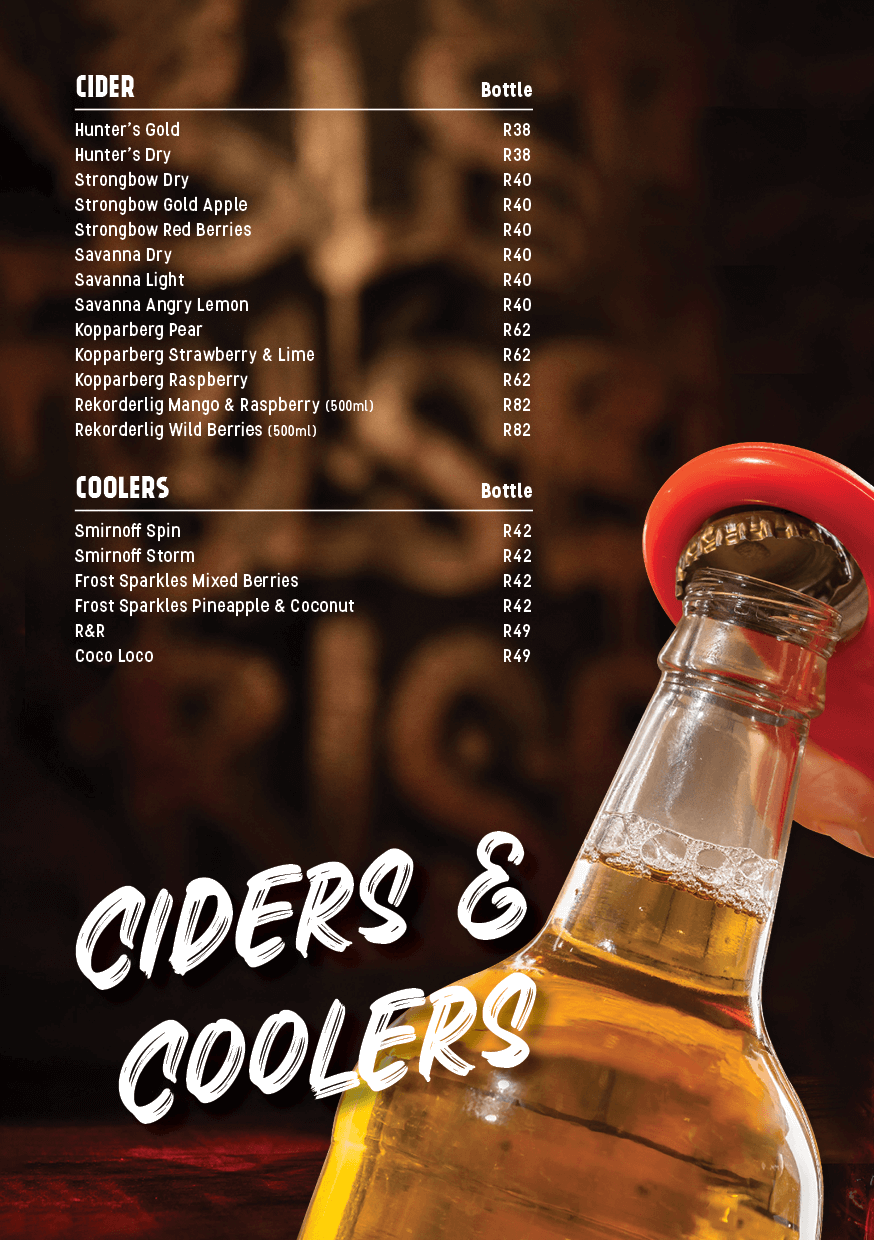 CIDER Bottle
Hunter's Gold R38
Hunter's Dry R38
Strongbow Dry R40
Strongbow Gold Apple R40
Strongbow Red Berries R40
Savanna Dry R40
Savanna Light R40
Savanna Angry Lemon R40
Kopparberg Pear R62
Kopparberg Strawberry & Lime R62
Kopparberg Raspberry R62
Rekorderlig Mango & Raspberry (500ml) R82
Rekorderlig Wild Berries (500ml) R82
COOLERS Bottle
Smirnoff Spin R42
Smirnoff Storm R42
Frost Sparkles Mixed Berries R42
Frost Sparkles Pineapple & Coconut R42
R&R R49
Coco Loco R49
CIDERS &
COOLERS